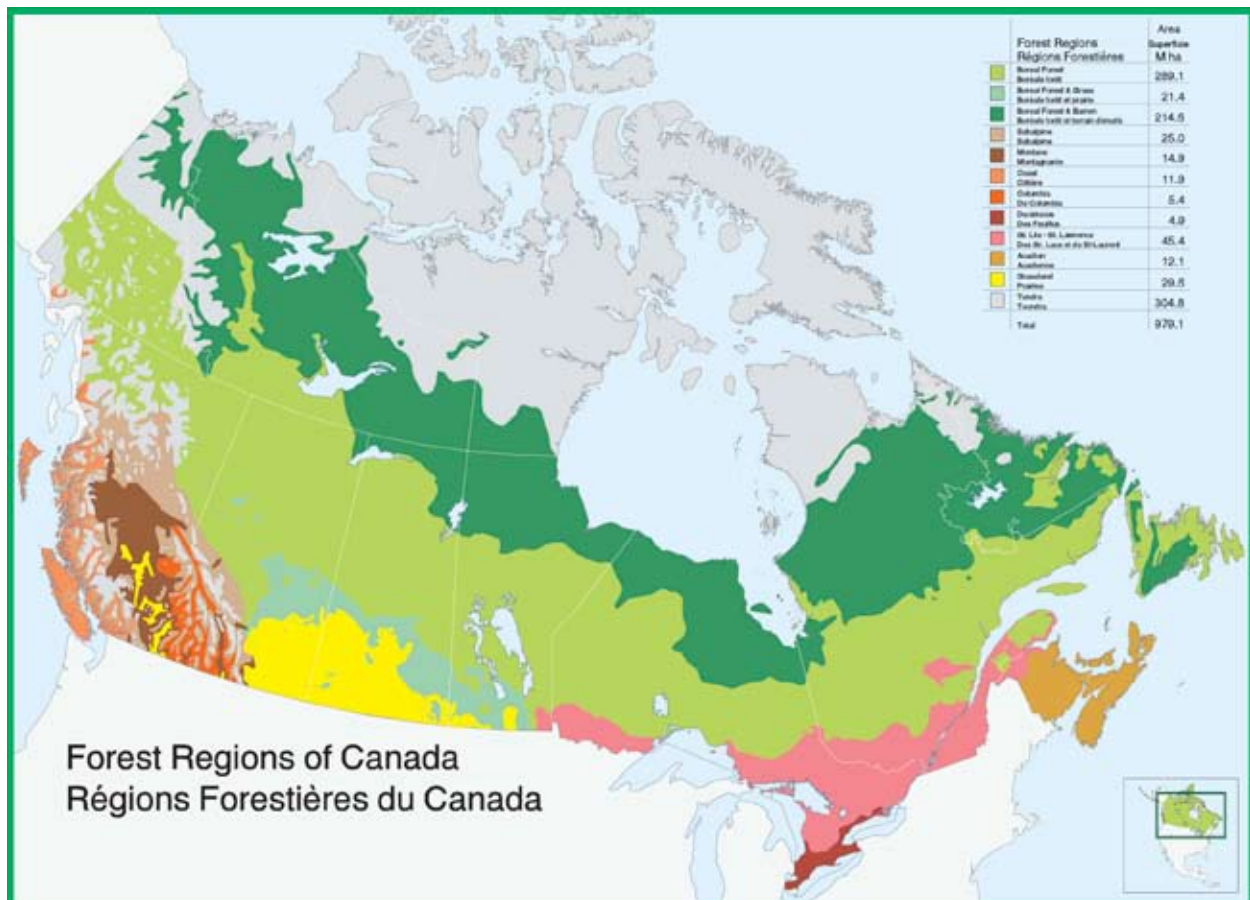 Area
Superficie
M ha
Forest Regions
Régions Forestières
Boreal Forest
Boréale forêt
289.1
Boreal Forest & Grass
Boréale forêt et prairie
21.4
Boreal Forest & Barren
Boréale forêt et terrain dénudé
214.5
Subalpine
Subalpine
25.0
Montane
Montagnarde
14.9
Coast
Côtière
11.3
Columbia
Du Columbia
5.4
Deciduous
Des Feuillus
4.9
Gt. Lks - St. Lawrence
Des Gr. Lacs et du St-Laurent
45.4
Acadian
Acadienne
12.1
Grassland
Prairies
29.5
Tundra
Toundra
304.8
Total
979.1
Forest Regions of Canada
Régions Forestières du Canada